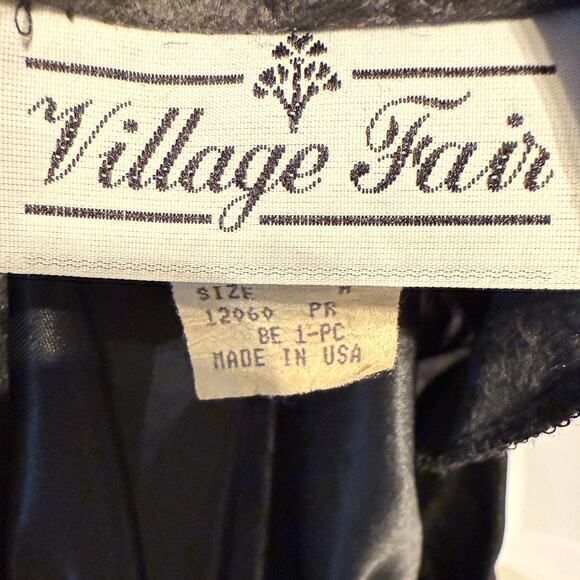 Village Fair
SIZE M
12060 PR
BE 1-PC
MADE IN USA